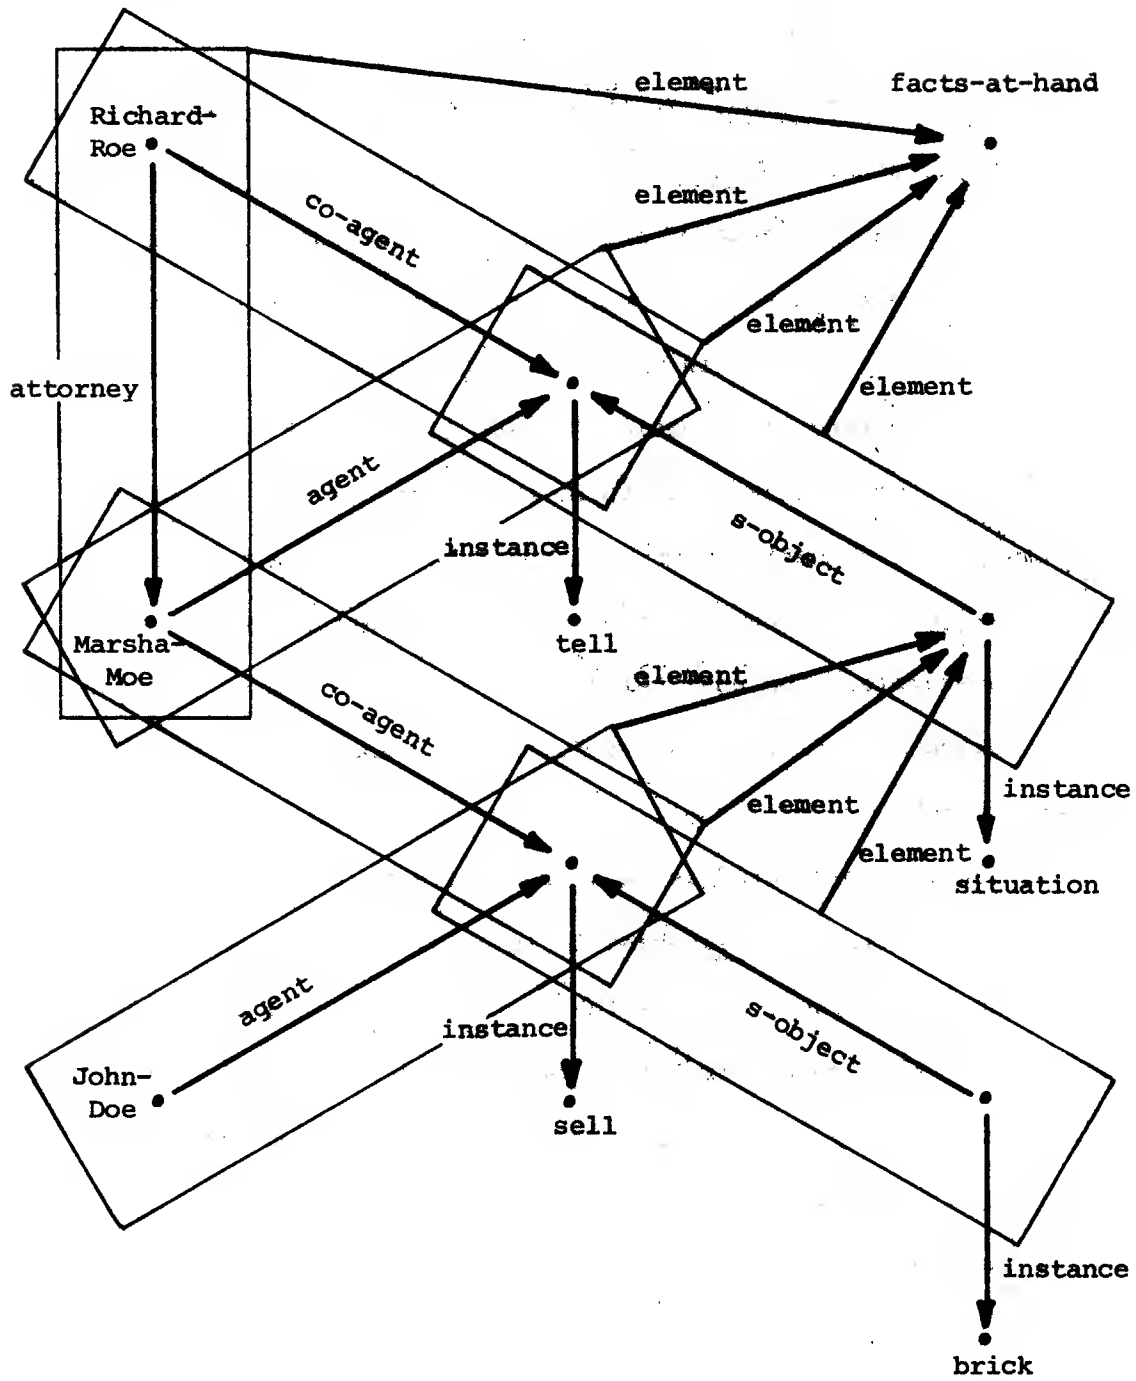 element
facts-at-hand
Richard-
Roe
element
co-agent
element
element
attorney
agent
s-object
instance
Marsha-
Moe
tell
element
co-agent
instance
element
element
situation
agent
s-object
instance
John-
Doe
sell
instance
brick